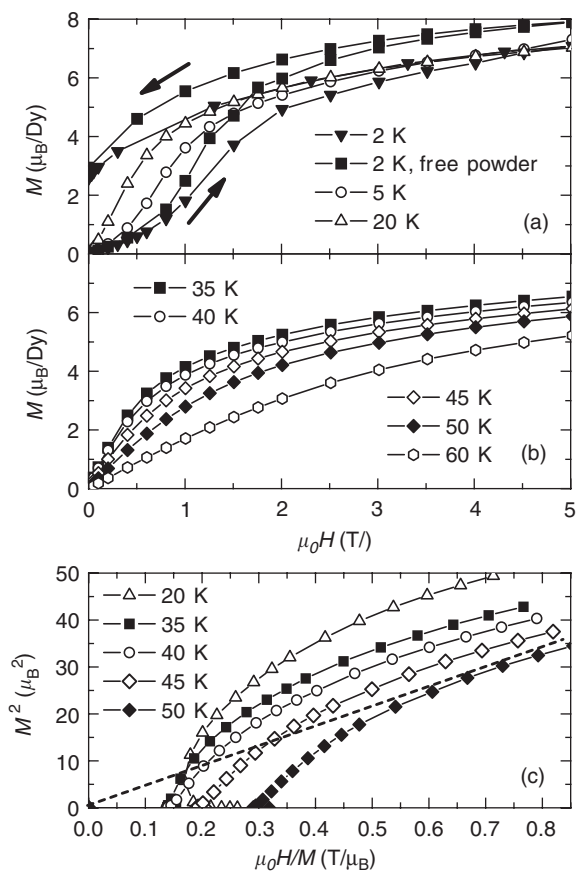 8
6
4
2
0
M (μB/Dy)
2 K
2 K, free powder
5 K
20 K
(a)
6
4
2
0
M (μB/Dy)
35 K
40 K
45 K
50 K
60 K
(b)
0 1 2 3 4 5
μ0H (T/)
50
40
30
20
10
0
M² (μB²)
20 K
35 K
40 K
45 K
50 K
(c)
0.0 0.1 0.2 0.3 0.4 0.5 0.6 0.7 0.8
μ0H/M (T/μB)